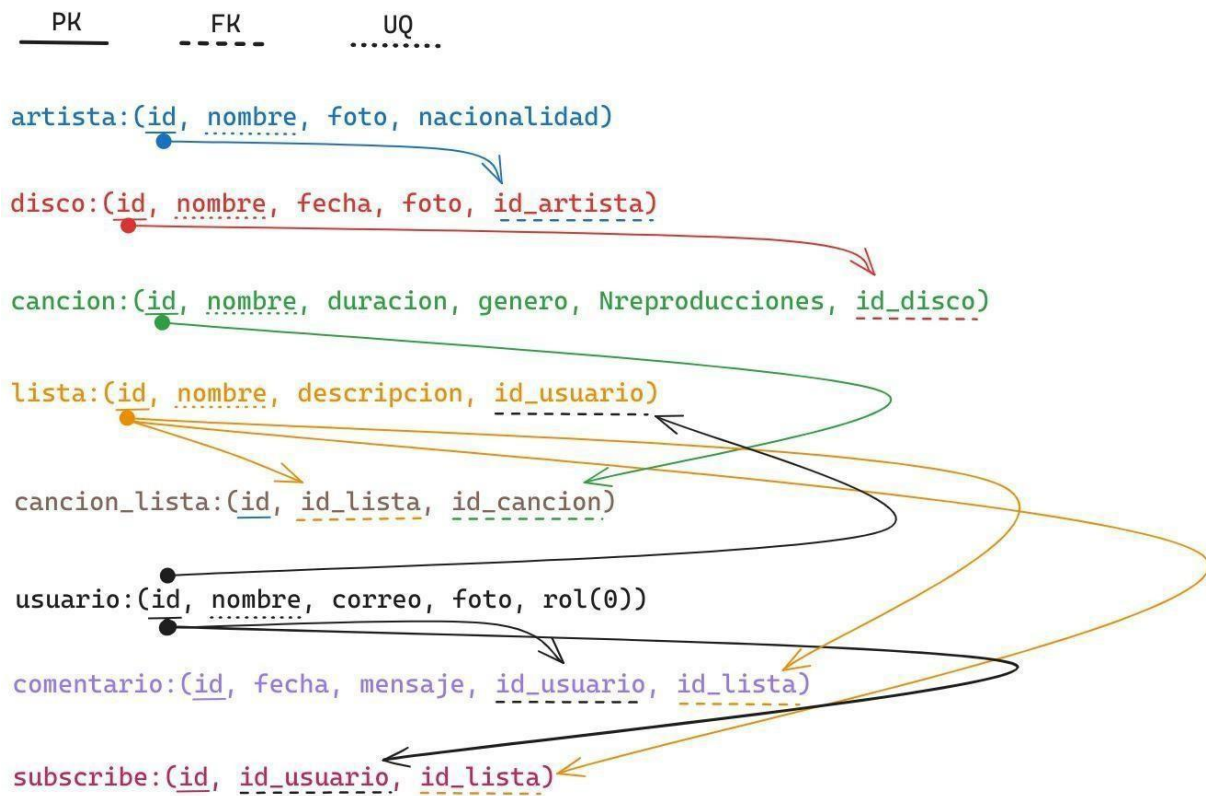 PK FK UQ
artista:(id, nombre, foto, nacionalidad)
disco:(id, nombre, fecha, foto, id_artista)
cancion:(id, nombre, duracion, genero, Nreproducciones, id_disco)
lista:(id, nombre, descripcion, id_usuario)
cancion_lista:(id, id_lista, id_cancion)
usuario:(id, nombre, correo, foto, rol(0))
comentario:(id, fecha, mensaje, id_usuario, id_lista)
subscribe:(id, id_usuario, id_lista)